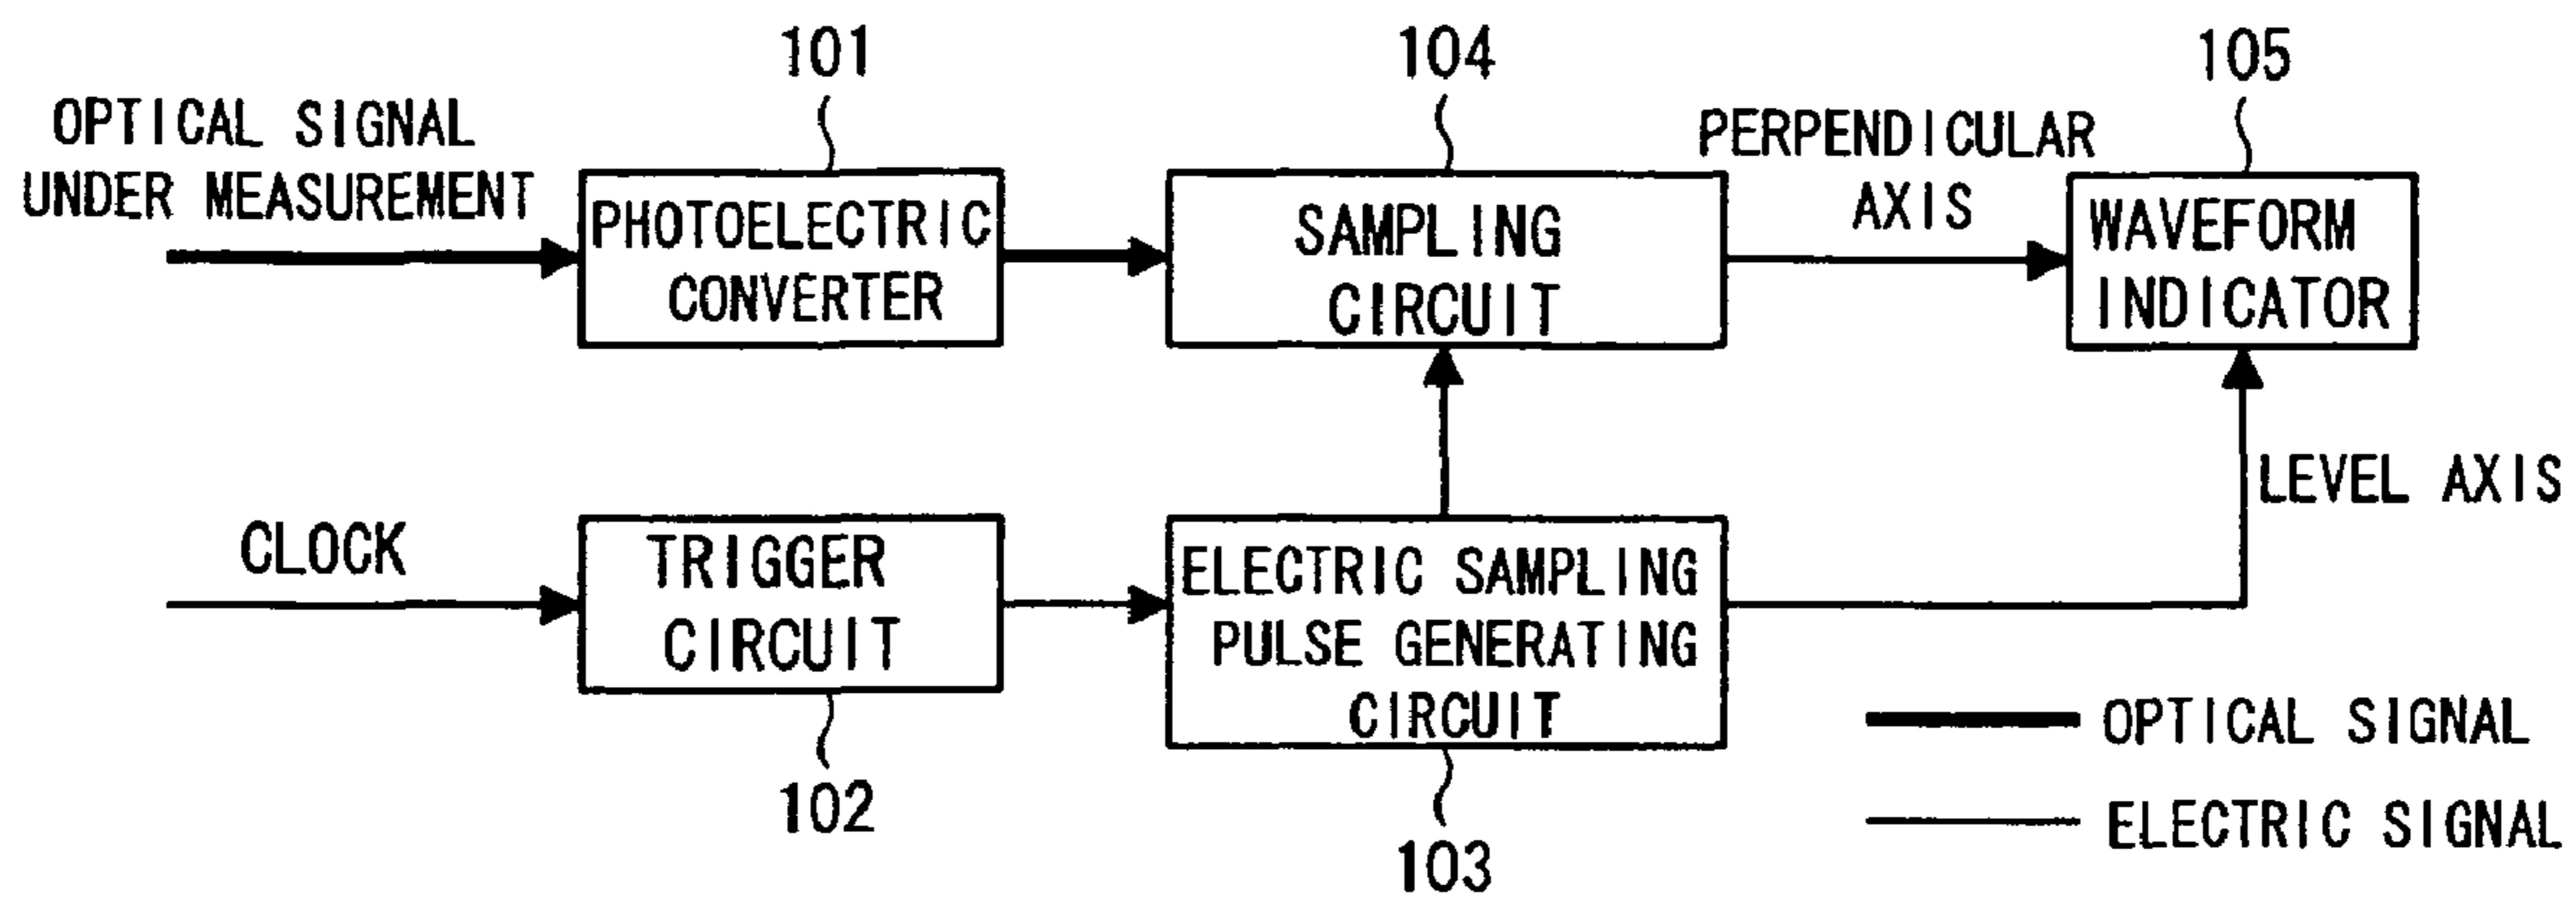 101
104
105
OPTICAL SIGNAL
UNDER MEASUREMENT
PERPENDICULAR
AXIS
PHOTOELECTRIC
CONVERTER
SAMPLING
CIRCUIT
WAVEFORM
INDICATOR
LEVEL AXIS
CLOCK
TRIGGER
CIRCUIT
ELECTRIC SAMPLING
PULSE GENERATING
CIRCUIT
OPTICAL SIGNAL
ELECTRIC SIGNAL
102
103